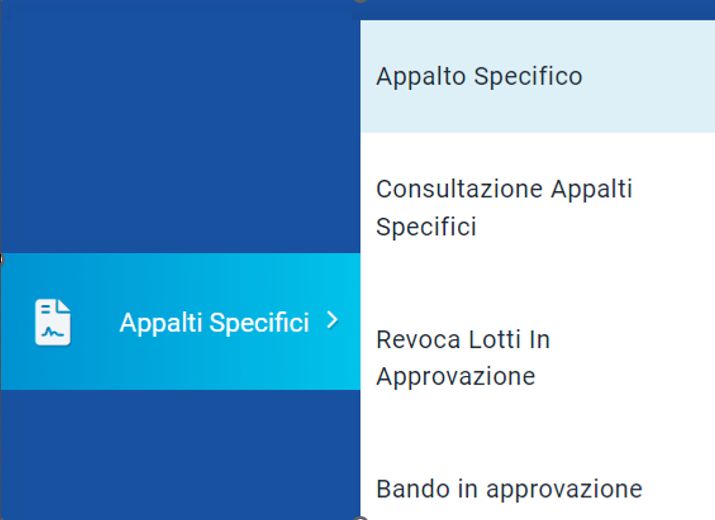 Appalti Specifici
Appalto Specifico
Consultazione Appalti
Specifici
Revoca Lotti In
Approvazione
Bando in approvazione